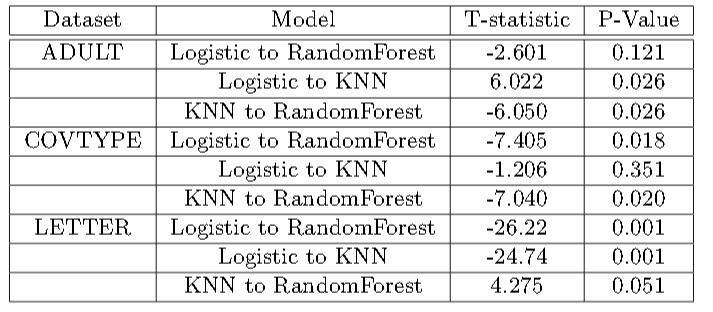 Dataset Model T-statistic P-Value
ADULT Logistic to RandomForest -2.601 0.121
Logistic to KNN 6.022 0.026
KNN to RandomForest -6.050 0.026
COVTYPE Logistic to RandomForest -7.405 0.018
Logistic to KNN -1.206 0.351
KNN to RandomForest -7.040 0.020
LETTER Logistic to RandomForest -26.22 0.001
Logistic to KNN -24.74 0.001
KNN to RandomForest 4.275 0.051